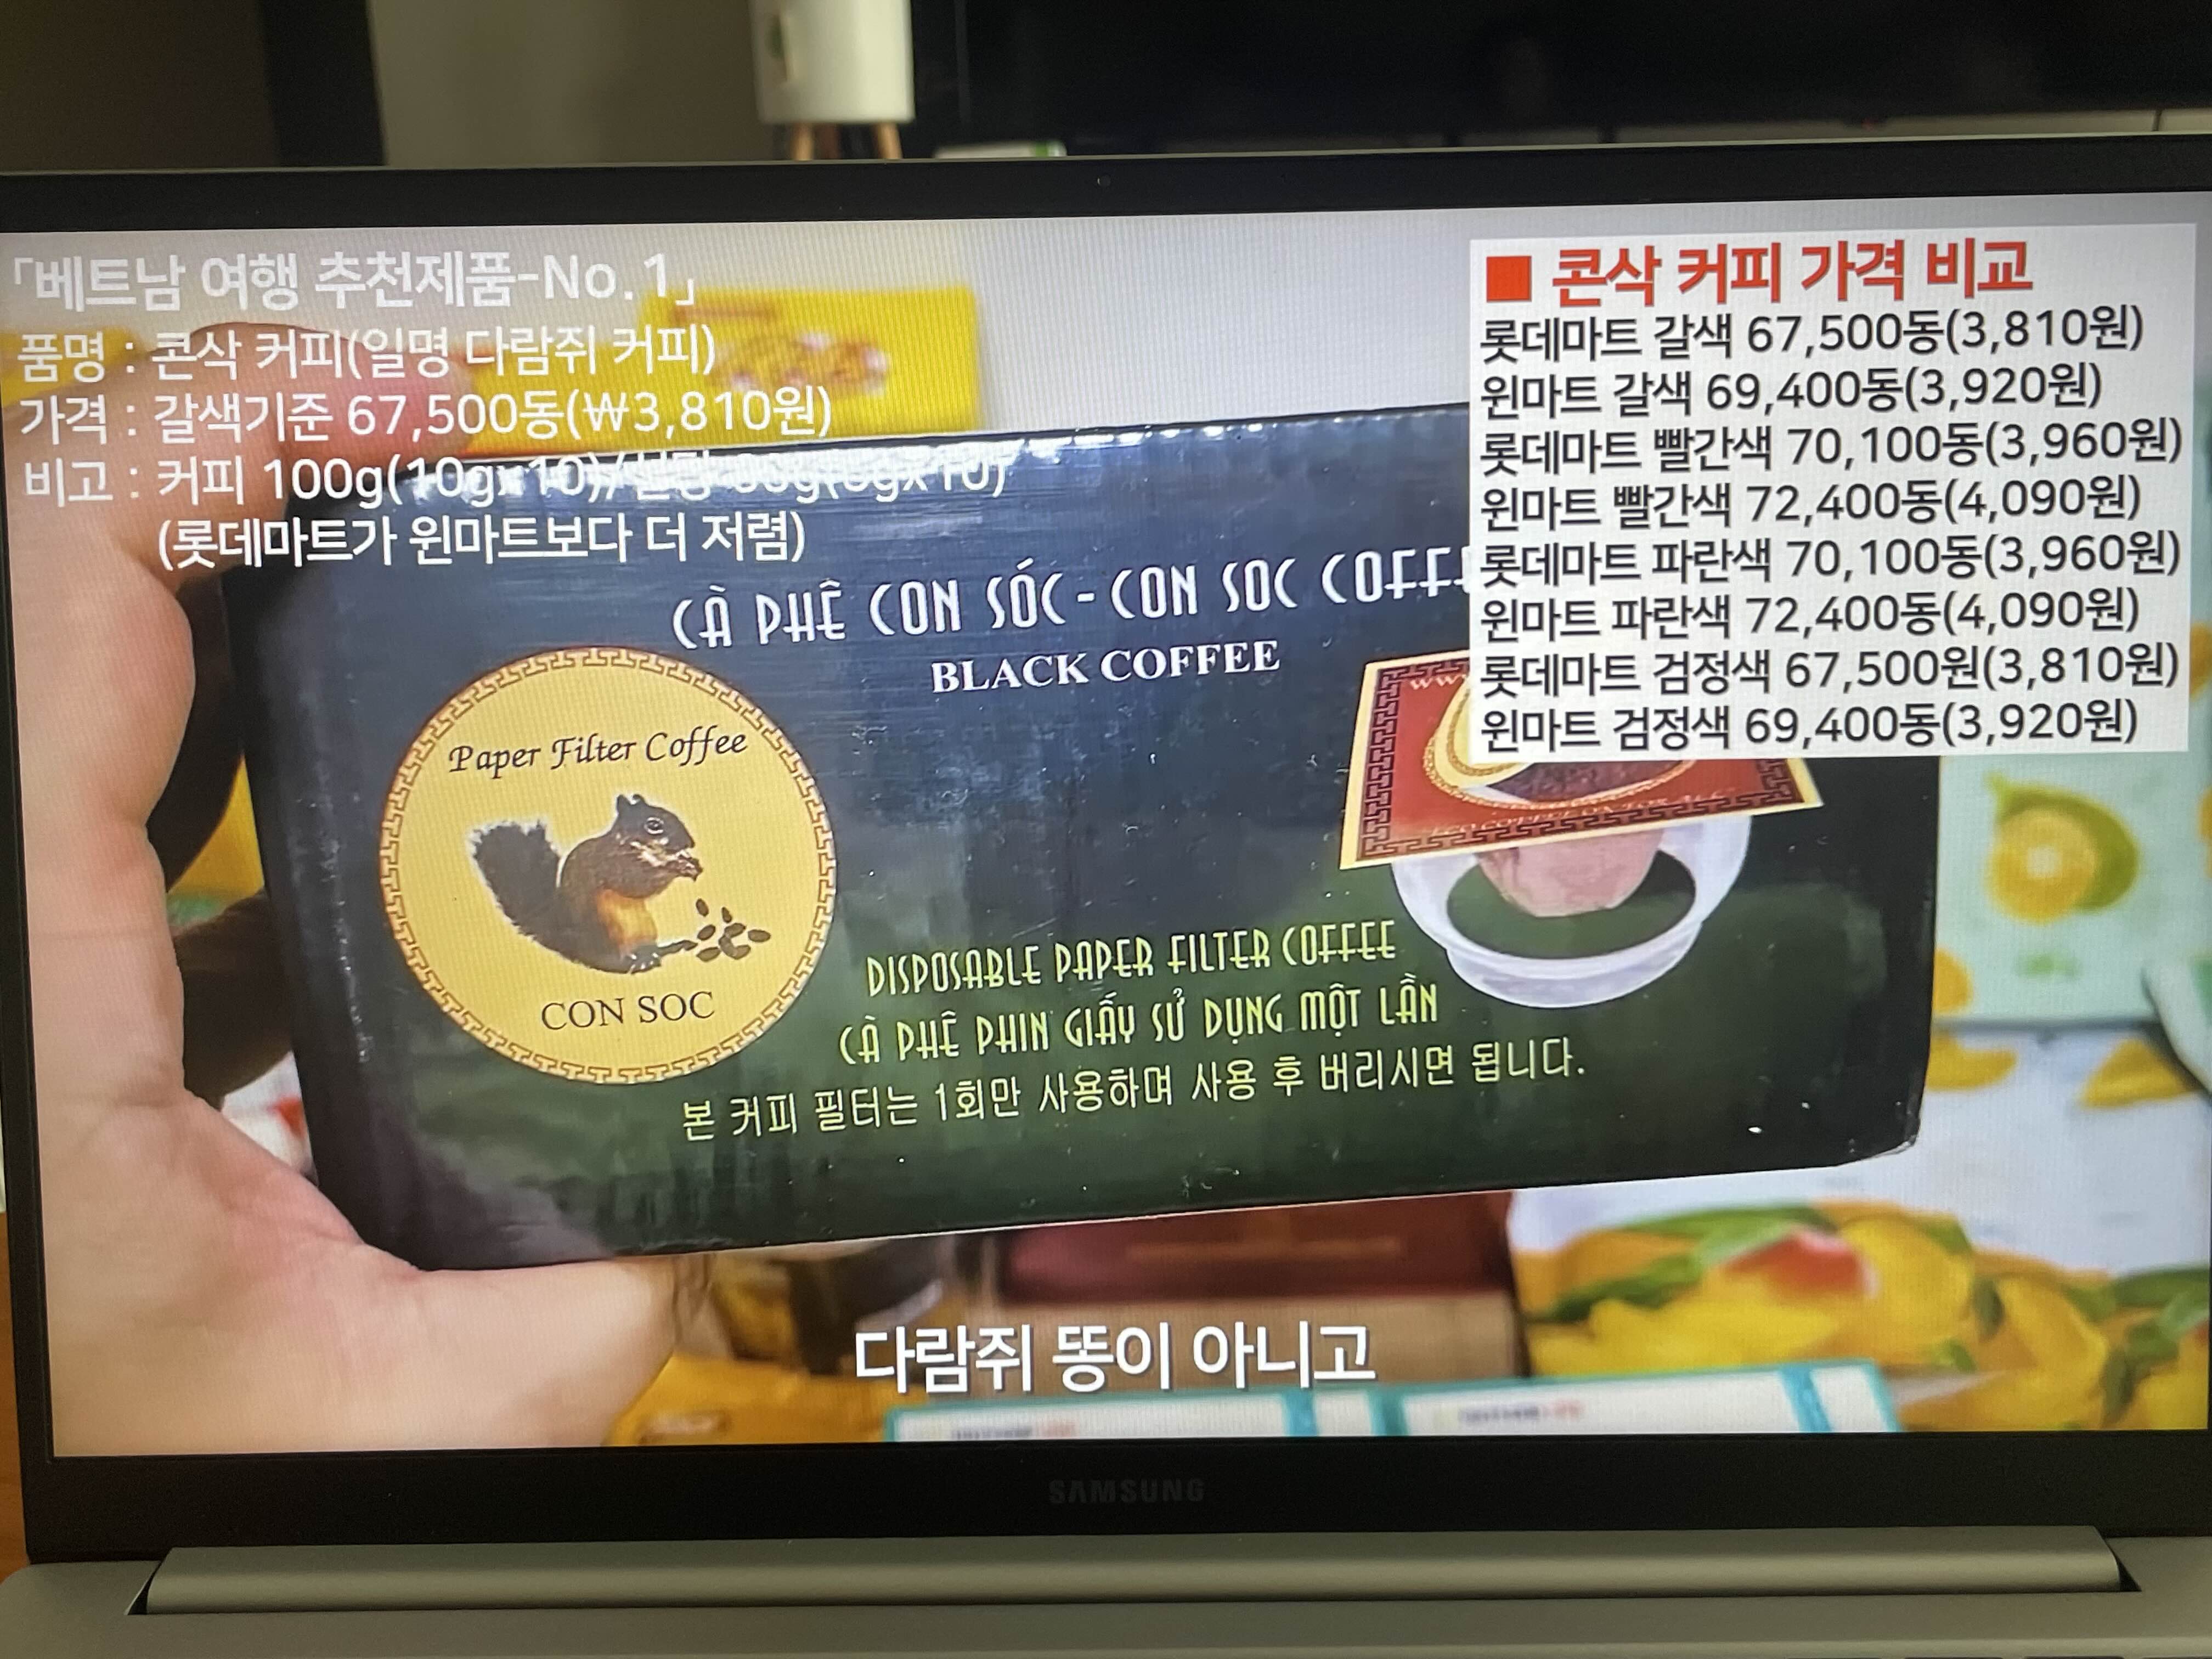 「베트남 여행 추천제품-No.1」
품명 : 콘삭 커피(일명 다람쥐 커피)
가격 : 갈색기준 67,500동(₩3,810원)
비고 : 커피 100g(10gx10)/
(롯데마트가 윈마트보다 더 저렴)
■ 콘삭 커피 가격 비교
롯데마트 갈색 67,500동(3,810원)
윈마트 갈색 69,400동(3,920원)
롯데마트 빨간색 70,100동(3,960원)
윈마트 빨간색 72,400동(4,090원)
롯데마트 파란색 70,100동(3,960원)
윈마트 파란색 72,400동(4,090원)
롯데마트 검정색 67,500원(3,810원)
윈마트 검정색 69,400동(3,920원)
CÀ PHÊ CON SÓC - CON SOC COFF
BLACK COFFEE
Paper Filter Coffee
CON SOC
DISPOSABLE PAPER FILTER COFFEE
CÀ PHÊ PHIN GIẤY SỬ DỤNG MỘT LẦN
본 커피 필터는 1회만 사용하며 사용 후 버리시면 됩니다.
다람쥐 똥이 아니고
SAMSUNG